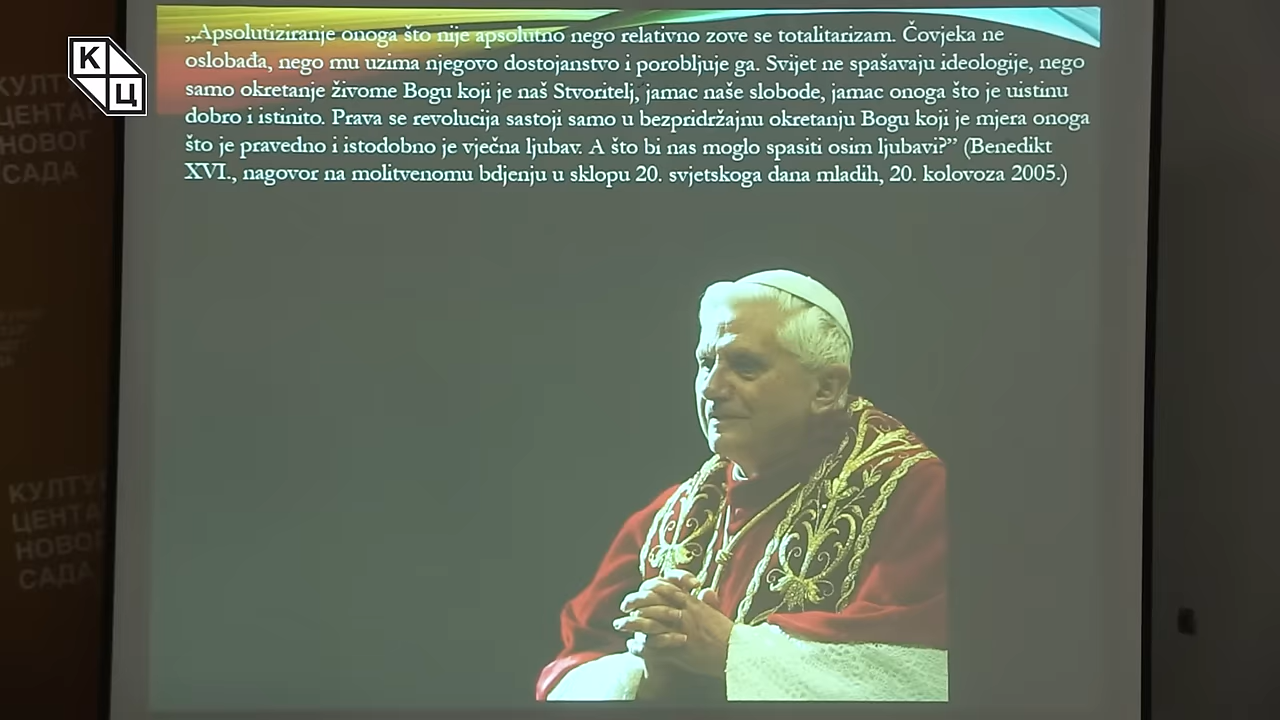 „Apsolutiziranje onoga što nije apsolutno nego relativno zove se totalitarizam. Čovjeka ne
oslobađa, nego mu uzima njegovo dostojanstvo i porobljuje ga. Svijet ne spašavaju ideologije, nego
samo okretanje živome Bogu koji je naš Stvoritelj, jamac naše slobode, jamac onoga što je uistinu
dobro i istinito. Prava se revolucija sastoji samo u bezpridržajnu okretanju Bogu koji je mjera onoga
što je pravedno i istodobno je vječna ljubav. A što bi nas moglo spasiti osim ljubavi?” (Benedikt
XVI., nagovor na molitvenomu bdjenju u sklopu 20. svjetskoga dana mladih, 20. kolovoza 2005.)
К
Ц
КУЛТ
ЦЕНТА
НОВОГ
САДА
КУЛТУ
ЦЕНТА
НОВОГ
САДА